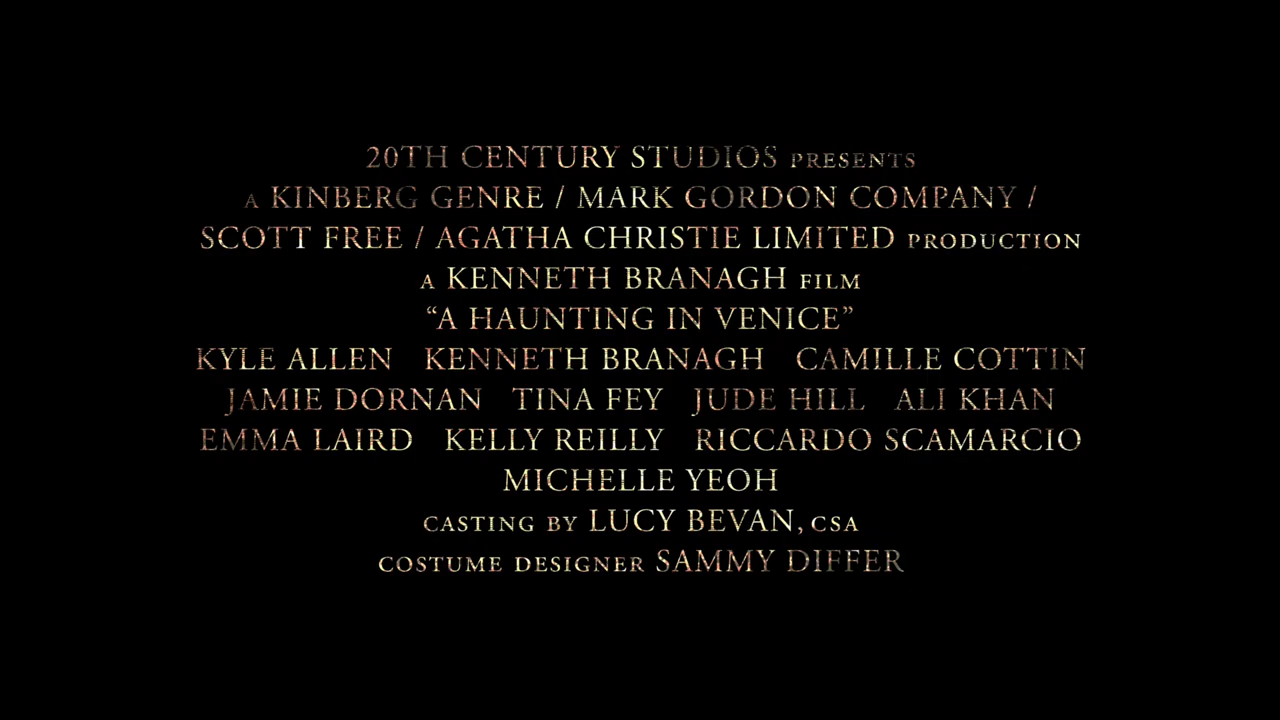 20TH CENTURY STUDIOS PRESENTS
A KINBERG GENRE / MARK GORDON COMPANY /
SCOTT FREE / AGATHA CHRISTIE LIMITED PRODUCTION
A KENNETH BRANAGH FILM
“A HAUNTING IN VENICE”
KYLE ALLEN KENNETH BRANAGH CAMILLE COTTIN
JAMIE DORNAN TINA FEY JUDE HILL ALI KHAN
EMMA LAIRD KELLY REILLY RICCARDO SCAMARCIO
MICHELLE YEOH
CASTING BY LUCY BEVAN, CSA
COSTUME DESIGNER SAMMY DIFFER